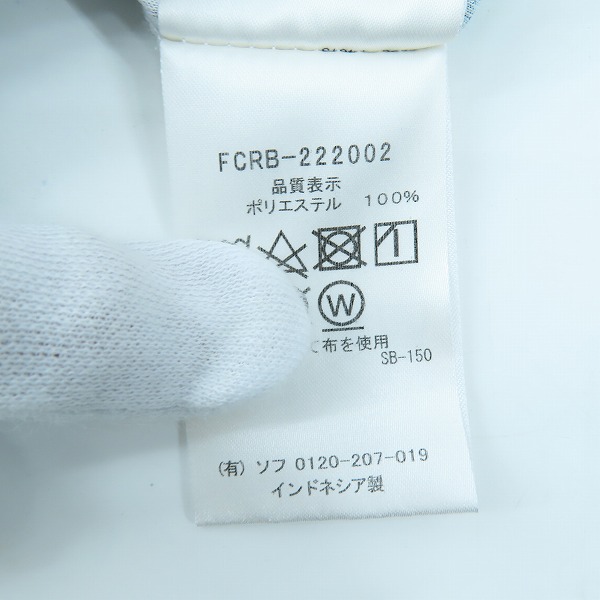 FCRB-222002
品質表示
ポリエステル 100%
W
て布を使用
SB-150
(有) ソフ 0120-207-019
インドネシア製